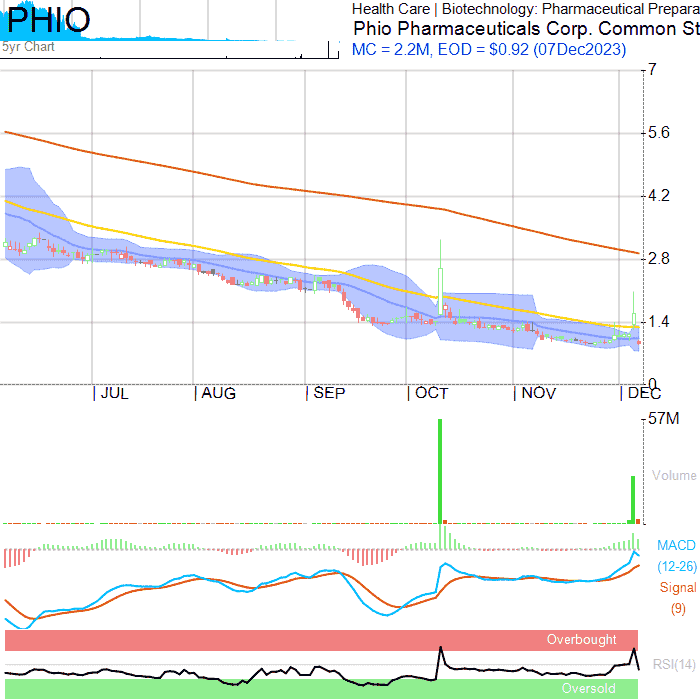 PHIO
5yr Chart
Health Care | Biotechnology: Pharmaceutical Prepara
Phio Pharmaceuticals Corp. Common St
MC = 2.2M, EOD = $0.92 (07Dec2023)
7
5.6
4.2
2.8
1.4
0
JUL AUG SEP OCT NOV DEC
57M
Volume
MACD
(12-26)
Signal
(9)
Overbought
RSI(14)
Oversold